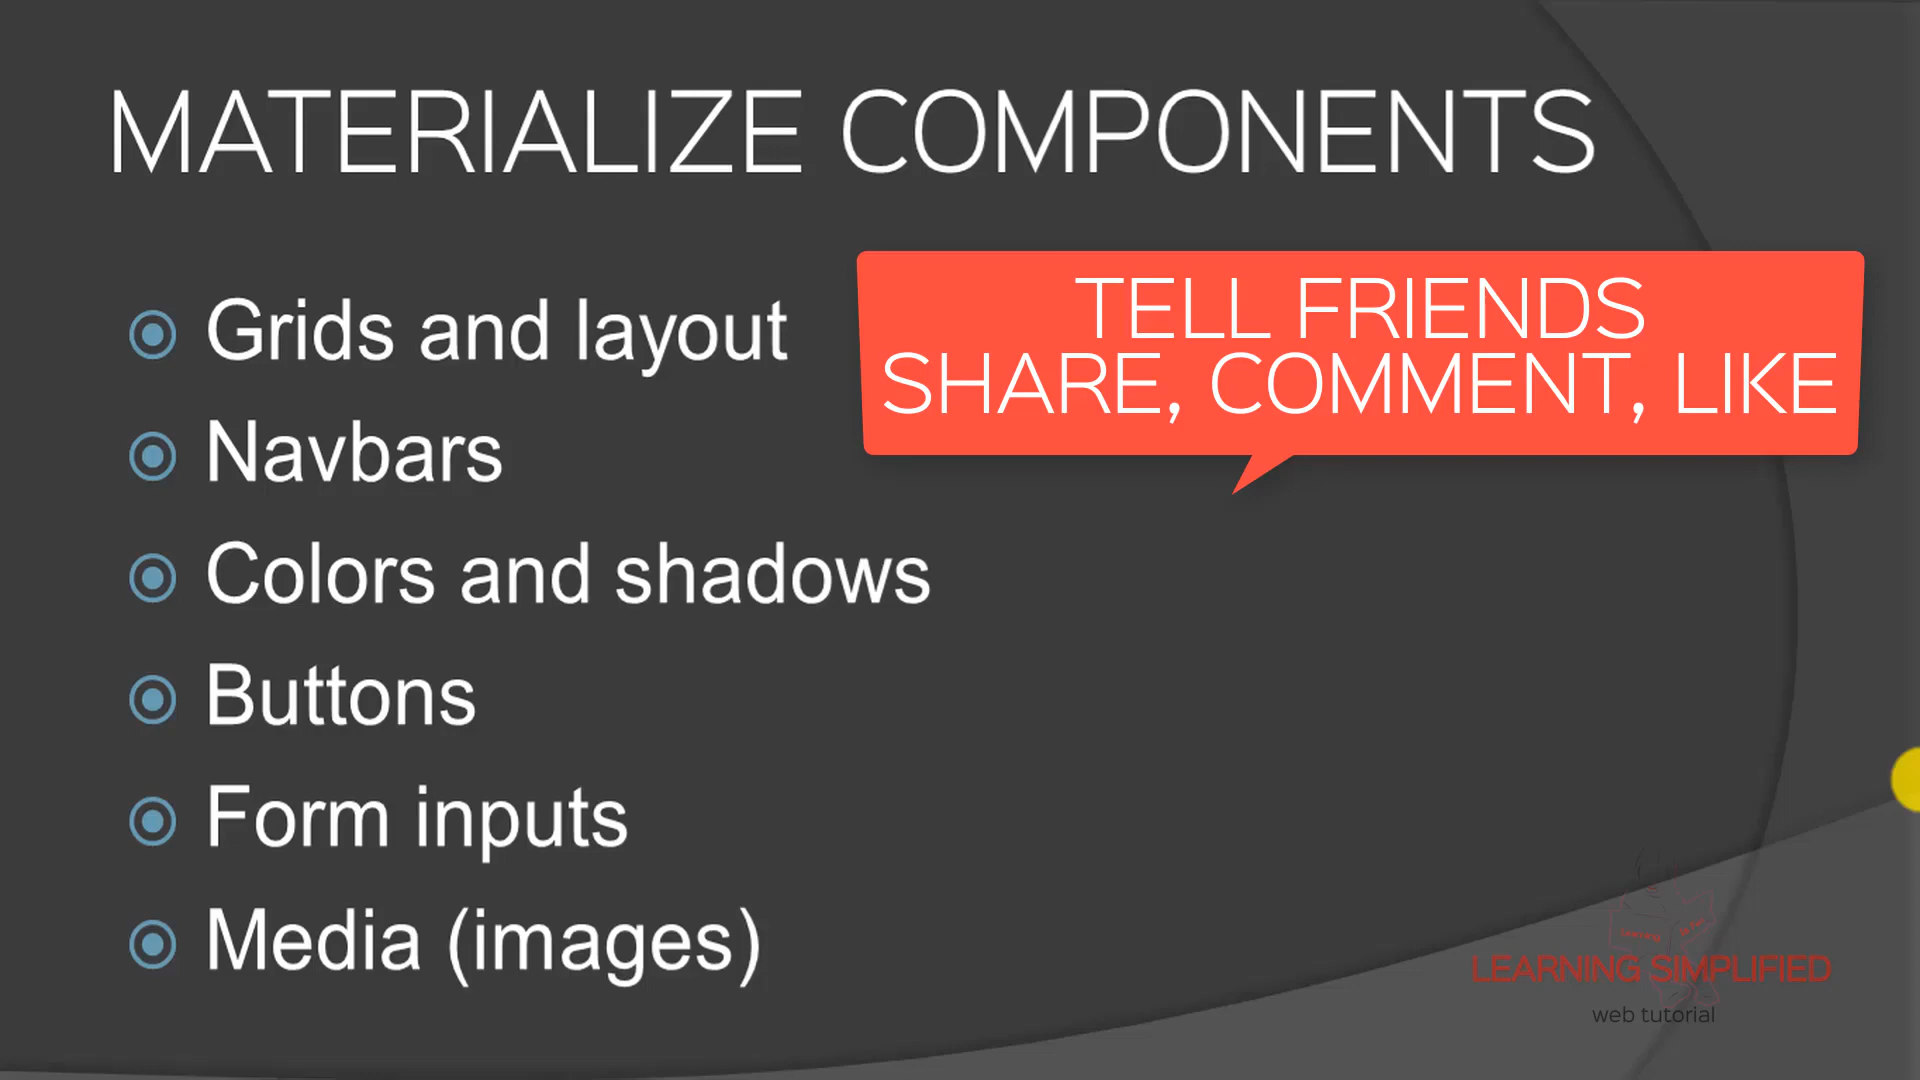 MATERIALIZE COMPONENTS
TELL FRIENDS
SHARE, COMMENT, LIKE
Grids and layout
Navbars
Colors and shadows
Buttons
Form inputs
Media (images)
Learning
LEARNING SIMPLIFIED
web tutorial